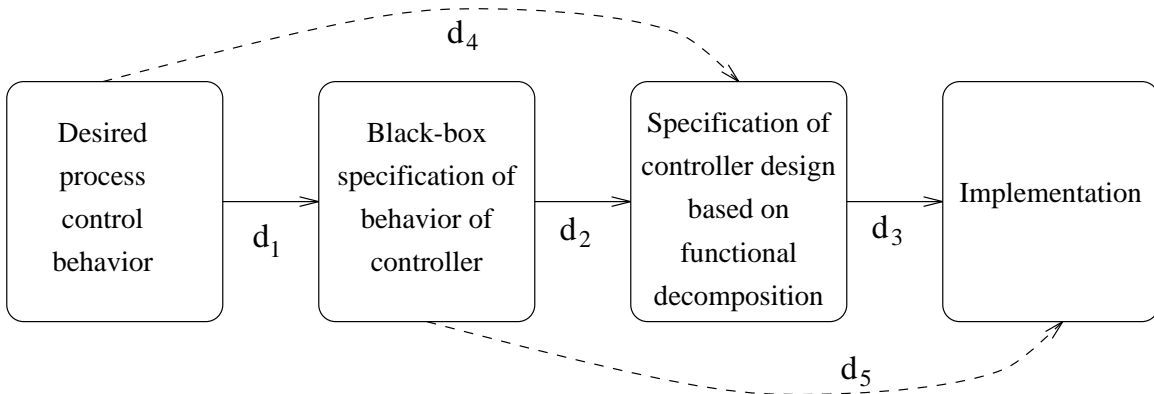 d4
Desired
process
control
behavior
d1
Black-box
specification of
behavior of
controller
d2
Specification of
controller design
based on
functional
decomposition
d3
Implementation
d5